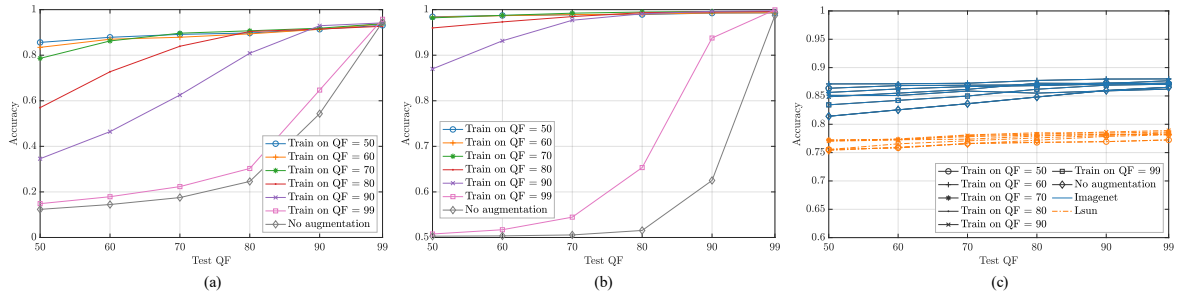 1
0.8
0.6
0.4
0.2
0
Accuracy
50 60 70 80 90 99
Test QF
Train on QF = 50
Train on QF = 60
Train on QF = 70
Train on QF = 80
Train on QF = 90
Train on QF = 99
No augmentation
(a)
1
0.9
0.8
0.7
0.6
0.5
Accuracy
50 60 70 80 90 99
Test QF
Train on QF = 50
Train on QF = 60
Train on QF = 70
Train on QF = 80
Train on QF = 90
Train on QF = 99
No augmentation
(b)
1
0.95
0.9
0.85
0.8
0.75
0.7
0.65
0.6
Accuracy
50 60 70 80 90 99
Test QF
Train on QF = 50
Train on QF = 60
Train on QF = 70
Train on QF = 80
Train on QF = 90
Train on QF = 99
No augmentation
Imagenet
Lsun
(c)